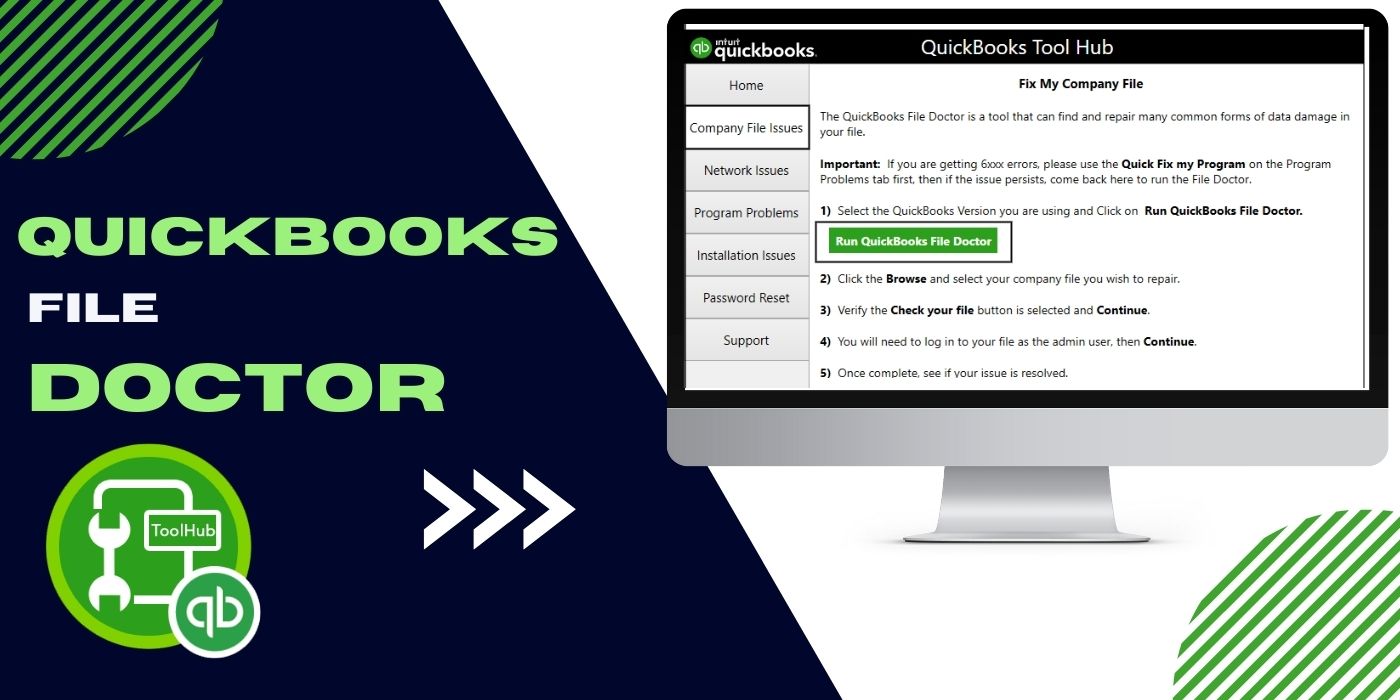 QUICKBOOKS
FILE
DOCTOR
ToolHub
qb
qb
intuit
quickbooks.
QuickBooks Tool Hub
Home
Company File Issues
Network Issues
Program Problems
Installation Issues
Password Reset
Support
Fix My Company File
The QuickBooks File Doctor is a tool that can find and repair many common forms of data damage in
your file.
Important: If you are getting 6xxx errors, please use the Quick Fix my Program on the Program
Problems tab first, then if the issue persists, come back here to run the File Doctor.
1) Select the QuickBooks Version you are using and Click on Run QuickBooks File Doctor.
Run QuickBooks File Doctor
2) Click the Browse and select your company file you wish to repair.
3) Verify the Check your file button is selected and Continue.
4) You will need to log in to your file as the admin user, then Continue.
5) Once complete, see if your issue is resolved.